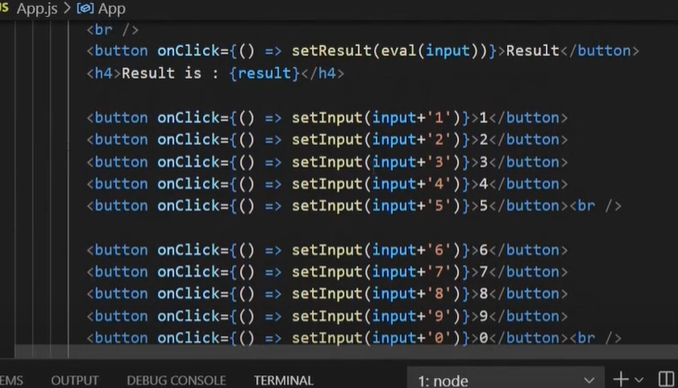 JS App.js > App
<br />
<button onClick={() => setResult(eval(input))}>Result</button>
<h4>Result is : {result}</h4>
<button onClick={() => setInput(input+'1')}>1</button>
<button onClick={() => setInput(input+'2')}>2</button>
<button onClick={() => setInput(input+'3')}>3</button>
<button onClick={() => setInput(input+'4')}>4</button>
<button onClick={() => setInput(input+'5')}>5</button><br />
<button onClick={() => setInput(input+'6')}>6</button>
<button onClick={() => setInput(input+'7')}>7</button>
<button onClick={() => setInput(input+'8')}>8</button>
<button onClick={() => setInput(input+'9')}>9</button>
<button onClick={() => setInput(input+'0')}>0</button><br />
EMS OUTPUT DEBUG CONSOLE TERMINAL 1: node